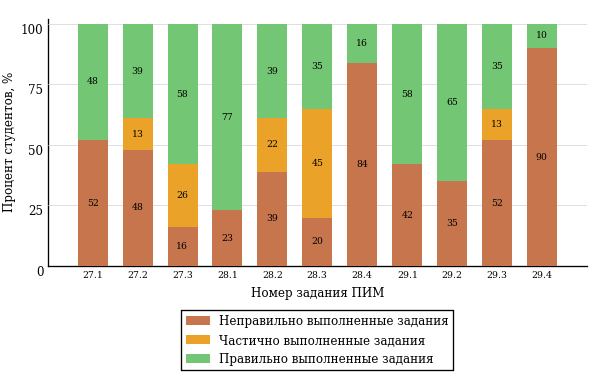 100
75
50
25
0
Процент студентов, %
48 39 58 77 39 35 16 58 65 35 10
13 26 22 45 13
52 48 16 23 39 20 84 42 35 52 90
27.1 27.2 27.3 28.1 28.2 28.3 28.4 29.1 29.2 29.3 29.4
Номер задания ПИМ
Неправильно выполненные задания
Частично выполненные задания
Правильно выполненные задания